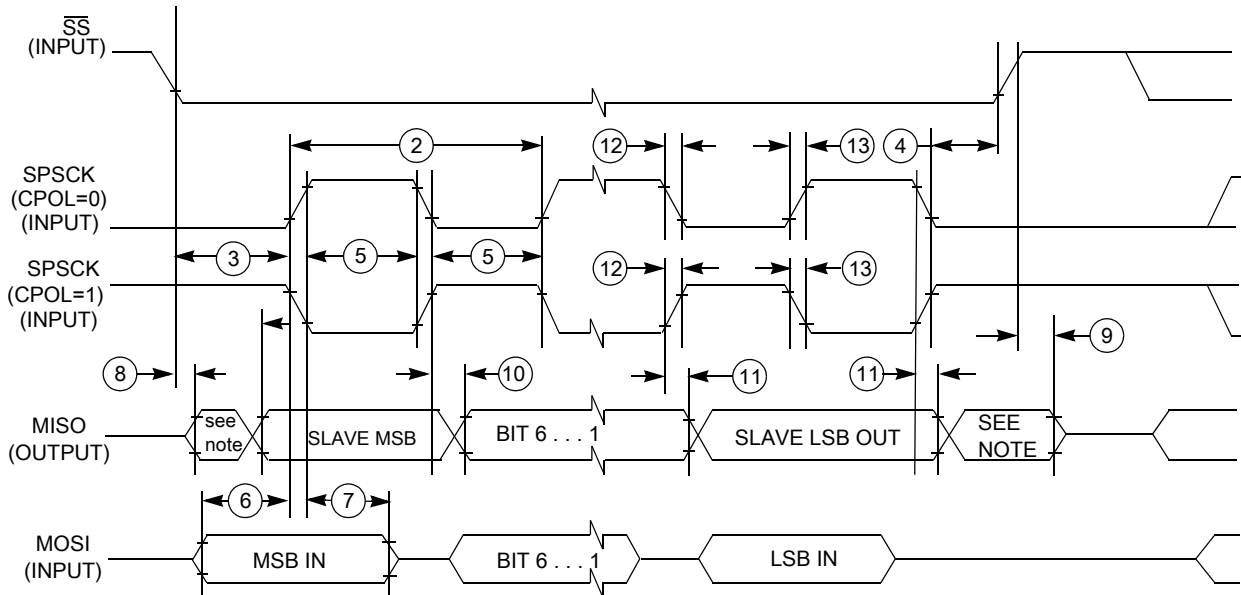 SS
(INPUT)
2
12
13
4
SPSCK
(CPOL=0)
(INPUT)
3
5
5
SPSCK
(CPOL=1)
(INPUT)
12
13
8
10
11
11
9
MISO
(OUTPUT)
see
note
SLAVE MSB
BIT 6 . . . 1
SLAVE LSB OUT
SEE
NOTE
6
7
MOSI
(INPUT)
MSB IN
BIT 6 . . . 1
LSB IN